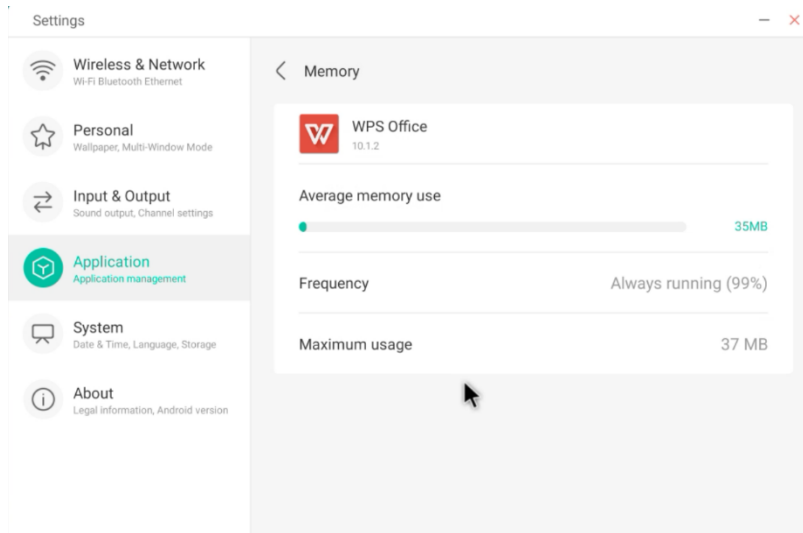 Settings
Wireless & Network
Wi-Fi Bluetooth Ethernet
Personal
Wallpaper, Multi-Window Mode
Input & Output
Sound output, Channel settings
Application
Application management
System
Date & Time, Language, Storage
About
Legal information, Android version
Memory
WPS Office
10.1.2
Average memory use
35MB
Frequency
Always running (99%)
Maximum usage
37 MB